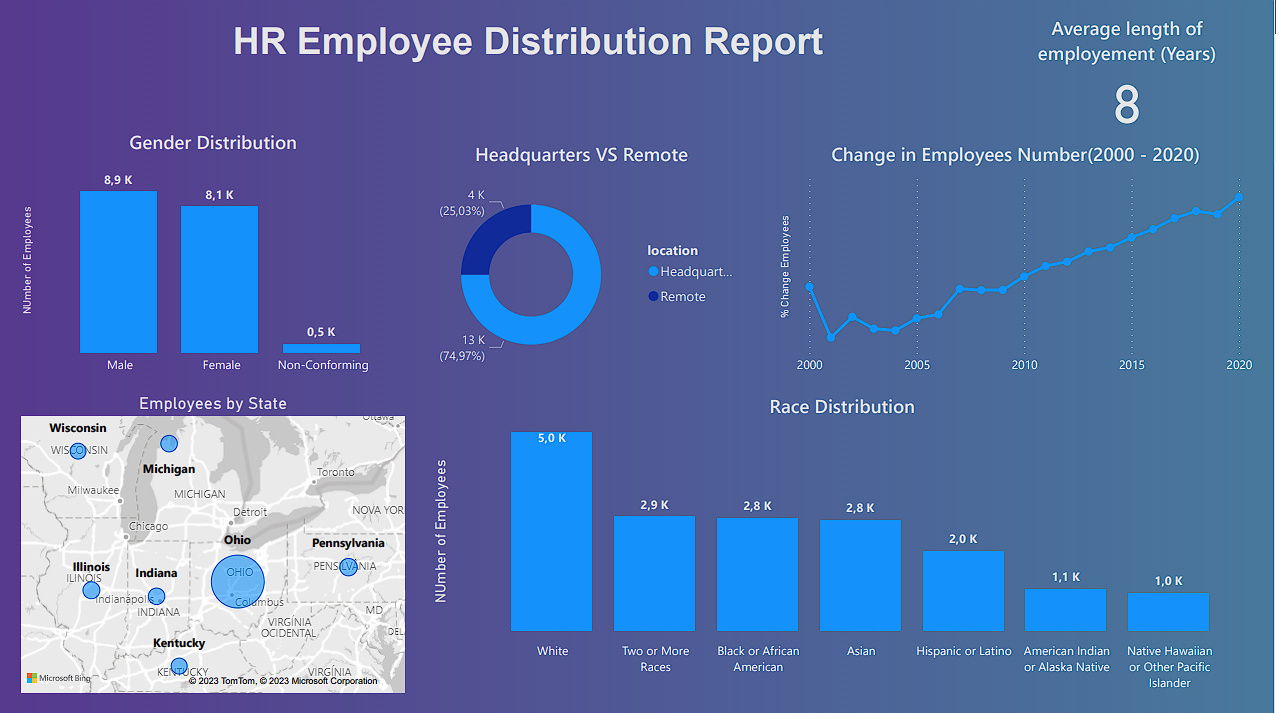 HR Employee Distribution Report
Average length of
employement (Years)
8
Gender Distribution
NUmber of Employees
8,9 K
8,1 K
0,5 K
Male
Female
Non-Conforming
Headquarters VS Remote
4 K
(25,03%)
13 K
(74,97%)
location
Headquart...
Remote
Change in Employees Number(2000 - 2020)
% Change Employees
2000
2005
2010
2015
2020
Employees by State
Ottawa
Wisconsin
WISCONSIN
Michigan
Toronto
Milwaukee
MICHIGAN
NOVA YOR
Detroit
Chicago
Ohio
Pennsylvania
Illinois
Indiana
OHIO
PENSILVÂNIA
ILINOIS
Indianápolis
Columbus
INDIANA
MD
VIRGÍNIA
OCIDENTAL
DEL
Kentucky
KENTUCKY
VIRGÍNIA
Microsoft Bing
© 2023 TomTom, © 2023 Microsoft Corporation
Race Distribution
NUmber of Employees
5,0 K
2,9 K
2,8 K
2,8 K
2,0 K
1,1 K
1,0 K
White
Two or More
Races
Black or African
American
Asian
Hispanic or Latino
American Indian
or Alaska Native
Native Hawaiian
or Other Pacific
Islander